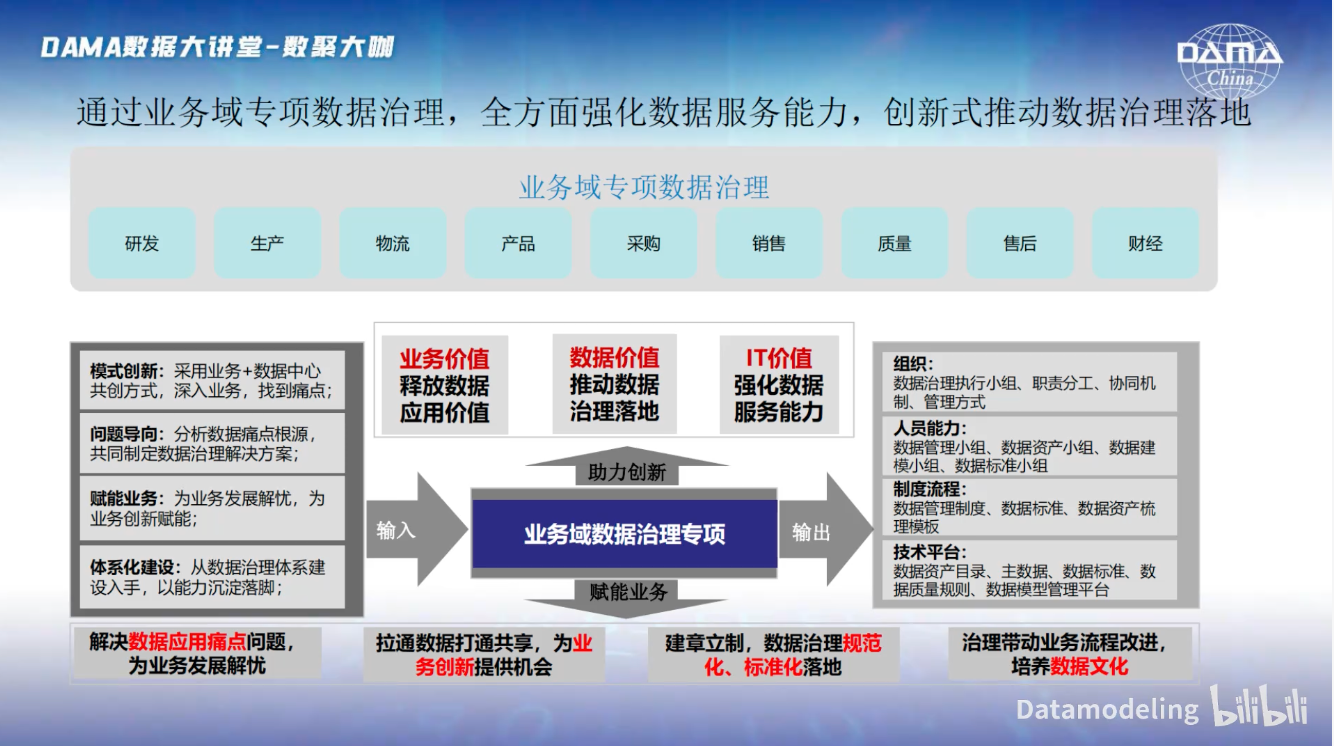 DAMA数据大讲堂-数聚大咖
DAMA
China
通过业务域专项数据治理，全方面强化数据服务能力，创新式推动数据治理落地
业务域专项数据治理
研发
生产
物流
产品
采购
销售
质量
售后
财经
模式创新：采用业务+数据中心
共创方式，深入业务，找到痛点；
问题导向：分析数据痛点根源，
共同制定数据治理解决方案；
赋能业务：为业务发展解忧，为
业务创新赋能；
体系化建设：从数据治理体系建
设入手，以能力沉淀落脚；
输入
业务价值
释放数据
应用价值
数据价值
推动数据
治理落地
IT价值
强化数据
服务能力
助力创新
业务域数据治理专项
赋能业务
输出
组织：
数据治理执行小组、职责分工、协同机
制、管理方式
人员能力：
数据管理小组、数据资产小组、数据建
模小组、数据标准小组
制度流程：
数据管理制度、数据标准、数据资产梳
理模板
技术平台：
数据资产目录、主数据、数据标准、数
据质量规则、数据模型管理平台
解决数据应用痛点问题，
为业务发展解忧
拉通数据打通共享，为业
务创新提供机会
建章立制，数据治理规范
化、标准化落地
治理带动业务流程改进，
培养数据文化
Datamodeling bilibili